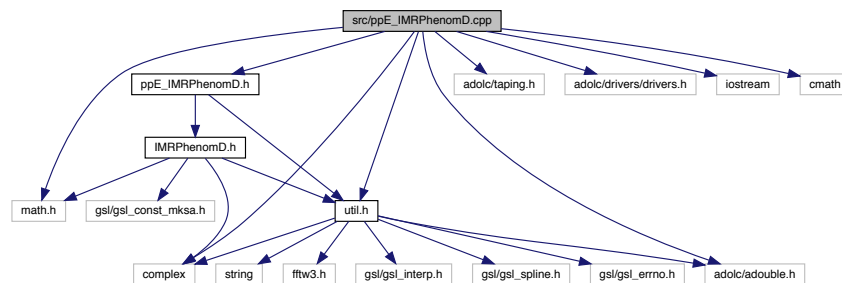 src/ppE_IMRPhenomD.cpp
ppE_IMRPhenomD.h
adolc/taping.h
adolc/drivers/drivers.h
iostream
cmath
IMRPhenomD.h
math.h
gsl/gsl_const_mksa.h
util.h
complex
string
fftw3.h
gsl/gsl_interp.h
gsl/gsl_spline.h
gsl/gsl_errno.h
adolc/adouble.h